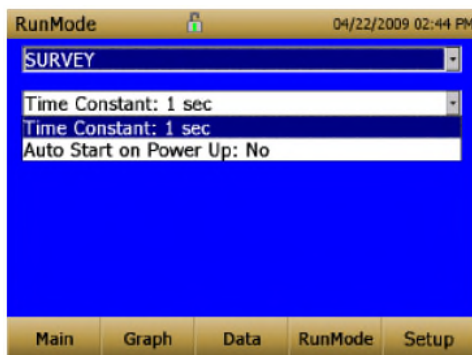 RunMode 04/22/2009 02:44 PM
SURVEY
Time Constant: 1 sec
Time Constant: 1 sec
Auto Start on Power Up: No
Main Graph Data RunMode Setup